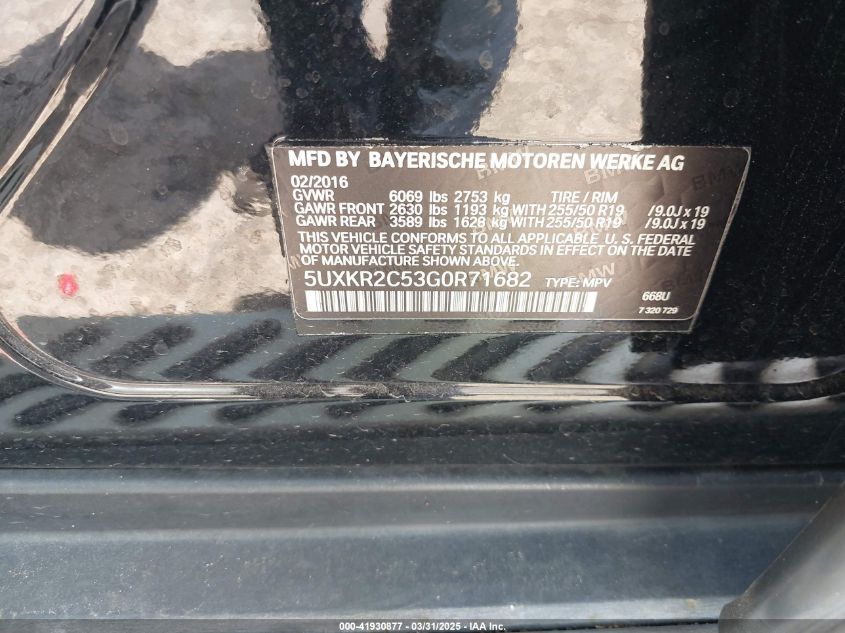 MFD BY BAYERISCHE MOTOREN WERKE AG
02/2016
GVWR 6069 lbs 2753 kg TIRE / RIM
GAWR FRONT 2630 lbs 1193 kg WITH 255/50 R19 /9.0J x 19
GAWR REAR 3589 lbs 1628 kg WITH 255/50 R19 /9.0J x 19
THIS VEHICLE CONFORMS TO ALL APPLICABLE U. S. FEDERAL
MOTOR VEHICLE SAFETY STANDARDS IN EFFECT ON THE DATE
OF MANUFACTURE SHOWN ABOVE.
5UXKR2C53G0R71682 TYPE: MPV
668U
7 320 729
000-41930877 - 03/31/2025 - IAA Inc.